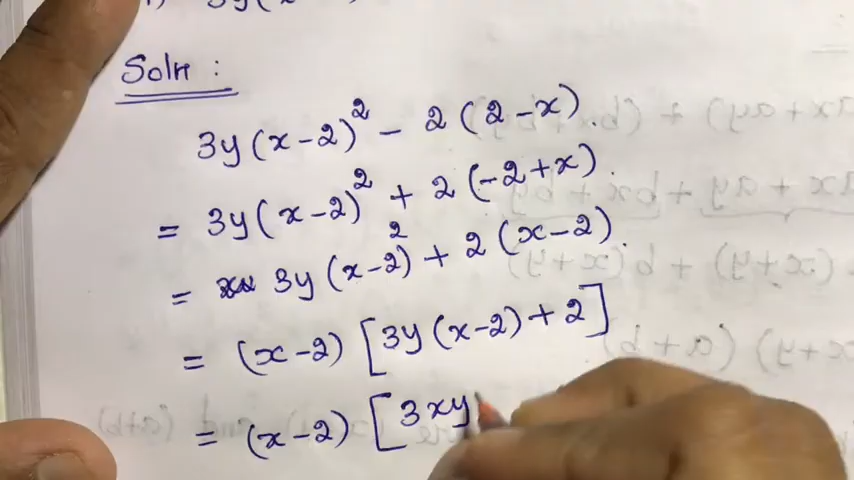 3y(x
Soln :
3y(x-2)² - 2(2-x).
= 3y(x-2)² + 2(-2+x).
= 3y(x-2)² + 2(x-2).
= (x-2)[3y(x-2)+2]
= (x-2)[3xy